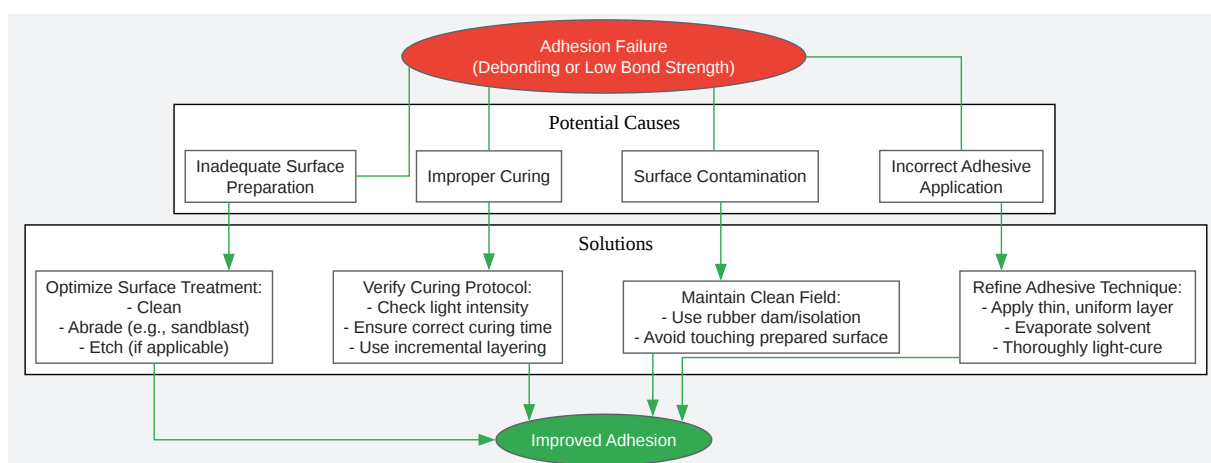 Adhesion Failure
(Debonding or Low Bond Strength)
Potential Causes
Inadequate Surface
Preparation
Improper Curing
Surface Contamination
Incorrect Adhesive
Application
Solutions
Optimize Surface Treatment:
- Clean
- Abrade (e.g., sandblast)
- Etch (if applicable)
Verify Curing Protocol:
- Check light intensity
- Ensure correct curing time
- Use incremental layering
Maintain Clean Field:
- Use rubber dam/isolation
- Avoid touching prepared surface
Refine Adhesive Technique:
- Apply thin, uniform layer
- Evaporate solvent
- Thoroughly light-cure
Improved Adhesion